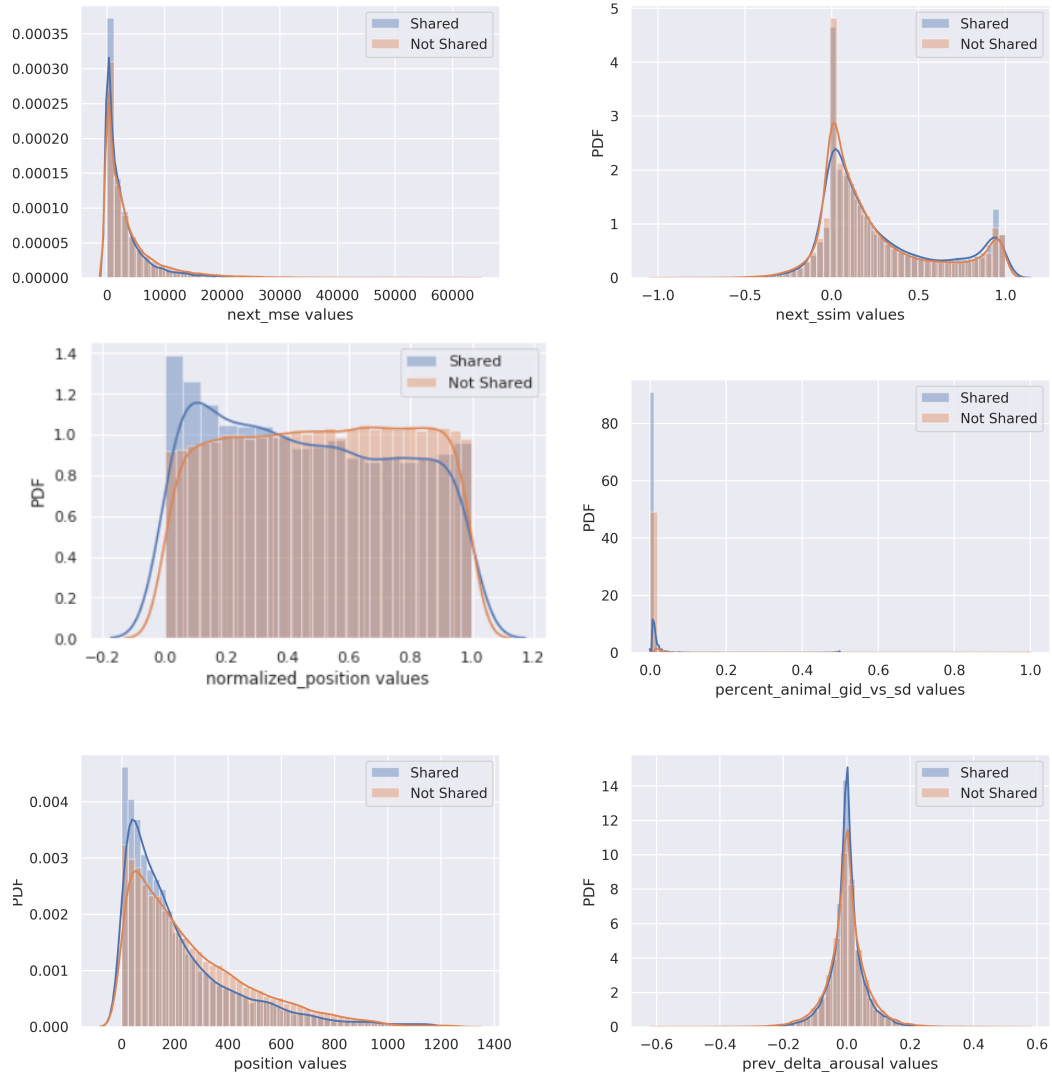 0.00035
0.00030
0.00025
0.00020
0.00015
0.00010
0.00005
0.00000
0 10000 20000 30000 40000 50000 60000
next_mse values
Shared
Not Shared
5
4
3
2
1
0
PDF
−1.0 −0.5 0.0 0.5 1.0
next_ssim values
Shared
Not Shared
1.4
1.2
1.0
0.8
0.6
0.4
0.2
0.0
PDF
−0.2 0.0 0.2 0.4 0.6 0.8 1.0 1.2
normalized_position values
Shared
Not Shared
80
60
40
20
0
PDF
0.0 0.2 0.4 0.6 0.8 1.0
percent_animal_gid_vs_sd values
Shared
Not Shared
0.004
0.003
0.002
0.001
0.000
PDF
0 200 400 600 800 1000 1200 1400
position values
Shared
Not Shared
14
12
10
8
6
4
2
0
PDF
−0.6 −0.4 −0.2 0.0 0.2 0.4 0.6
prev_delta_arousal values
Shared
Not Shared